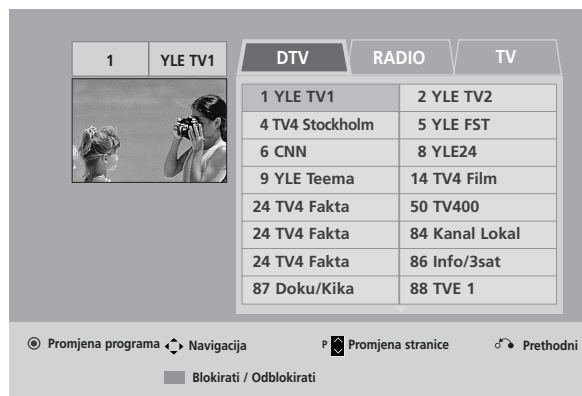 1 YLE TV1 DTV RADIO TV
1 YLE TV1 2 YLE TV2
4 TV4 Stockholm 5 YLE FST
6 CNN 8 YLE24
9 YLE Teema 14 TV4 Film
24 TV4 Fakta 50 TV400
24 TV4 Fakta 84 Kanal Lokal
24 TV4 Fakta 86 Info/3sat
87 Doku/Kika 88 TVE 1
Promjena programa Navigacija P Promjena stranice Prethodni
Blokirati / Odblokirati